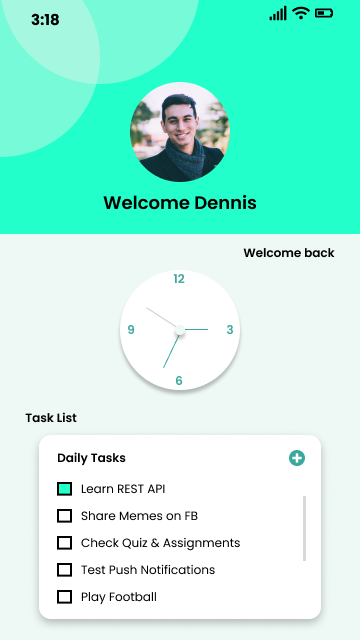 3:18
Welcome Dennis
Welcome back
12
9
3
6
Task List
Daily Tasks
Learn REST API
Share Memes on FB
Check Quiz & Assignments
Test Push Notifications
Play Football